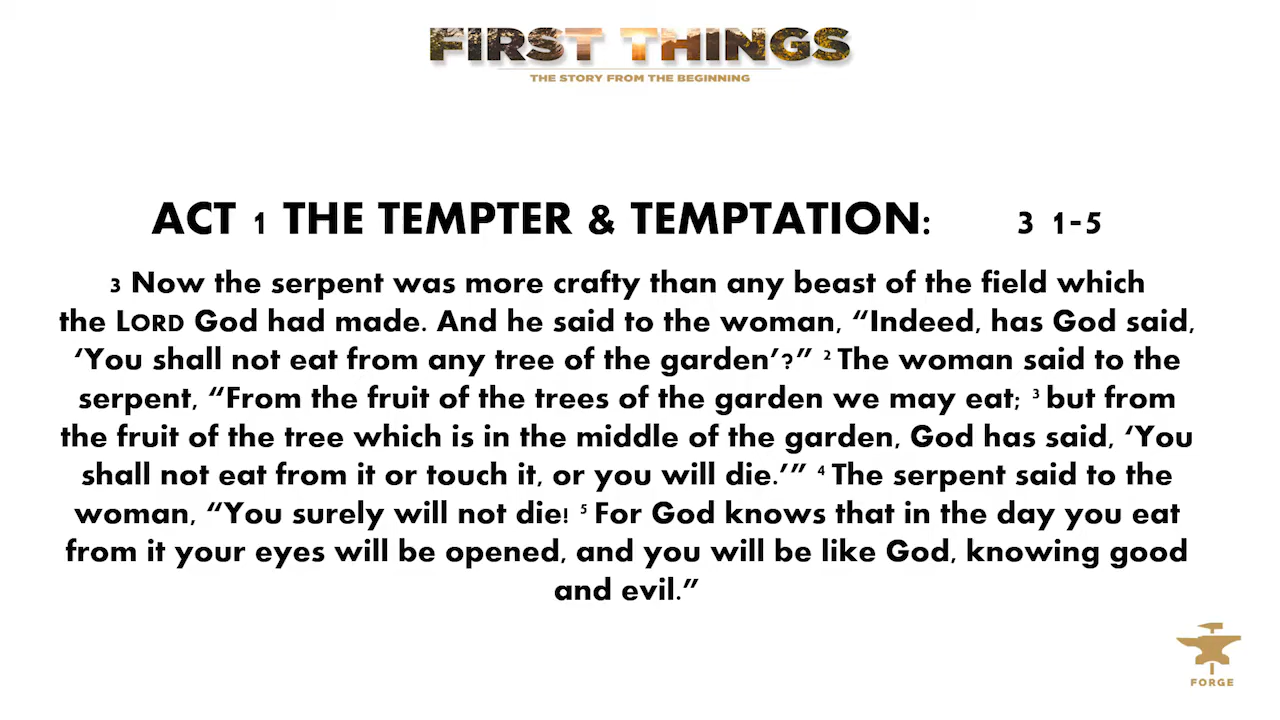 FIRST THINGS
THE STORY FROM THE BEGINNING
ACT 1 THE TEMPTER & TEMPTATION: 3 1-5
3 Now the serpent was more crafty than any beast of the field which
the LORD God had made. And he said to the woman, “Indeed, has God said,
‘You shall not eat from any tree of the garden’?” 2 The woman said to the
serpent, “From the fruit of the trees of the garden we may eat; 3 but from
the fruit of the tree which is in the middle of the garden, God has said, ‘You
shall not eat from it or touch it, or you will die.’” 4 The serpent said to the
woman, “You surely will not die! 5 For God knows that in the day you eat
from it your eyes will be opened, and you will be like God, knowing good
and evil.”
FORGE